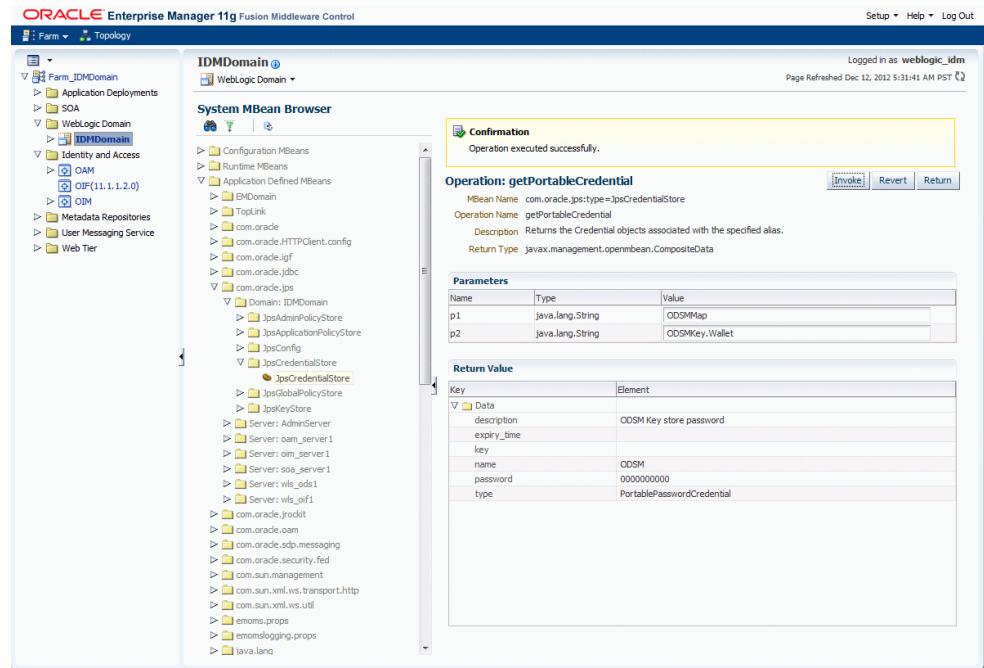 ORACLE Enterprise Manager 11g Fusion Middleware Control
Setup Help Log Out
Farm Topology
Farm_IDMDomain
Application Deployments
SOA
WebLogic Domain
IDMDomain
Identity and Access
OAM
OIF(11.1.1.2.0)
OIM
Metadata Repositories
User Messaging Service
Web Tier
IDMDomain
Logged in as weblogic_idm
WebLogic Domain
Page Refreshed Dec 12, 2012 5:31:41 AM PST
System MBean Browser
Configuration MBeans
Runtime MBeans
Application Defined MBeans
EMDomain
TopLink
com.oracle
com.oracle.HTTPClient.config
com.oracle.igf
com.oracle.jdbc
com.oracle.jps
Domain: IDMDomain
JpsAdminPolicyStore
JpsApplicationPolicyStore
JpsConfig
JpsCredentialStore
JpsCredentialStore
JpsGlobalPolicyStore
JpsKeyStore
Server: AdminServer
Server: oam_server1
Server: oim_server1
Server: soa_server1
Server: wls_ods1
Server: wls_oif1
com.oracle.jrockit
com.oracle.oam
com.oracle.sdp.messaging
com.oracle.security.fed
com.sun.management
com.sun.xml.ws.transport.http
com.sun.xml.ws.util
emoms.props
emomslogging.props
java.lang
Confirmation
Operation executed successfully.
Operation: getPortableCredential
Invoke Revert Return
MBean Name com.oracle.jps:type=JpsCredentialStore
Operation Name getPortableCredential
Description Returns the Credential objects associated with the specified alias.
Return Type javax.management.openmbean.CompositeData
Parameters
Name Type Value
p1 java.lang.String ODSMMap
p2 java.lang.String ODSMKey.Wallet
Return Value
Key Element
Data
description ODSM Key store password
expiry_time
key
name ODSM
password 0000000000
type PortablePasswordCredential